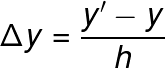 Δy = (y′ − y) / h